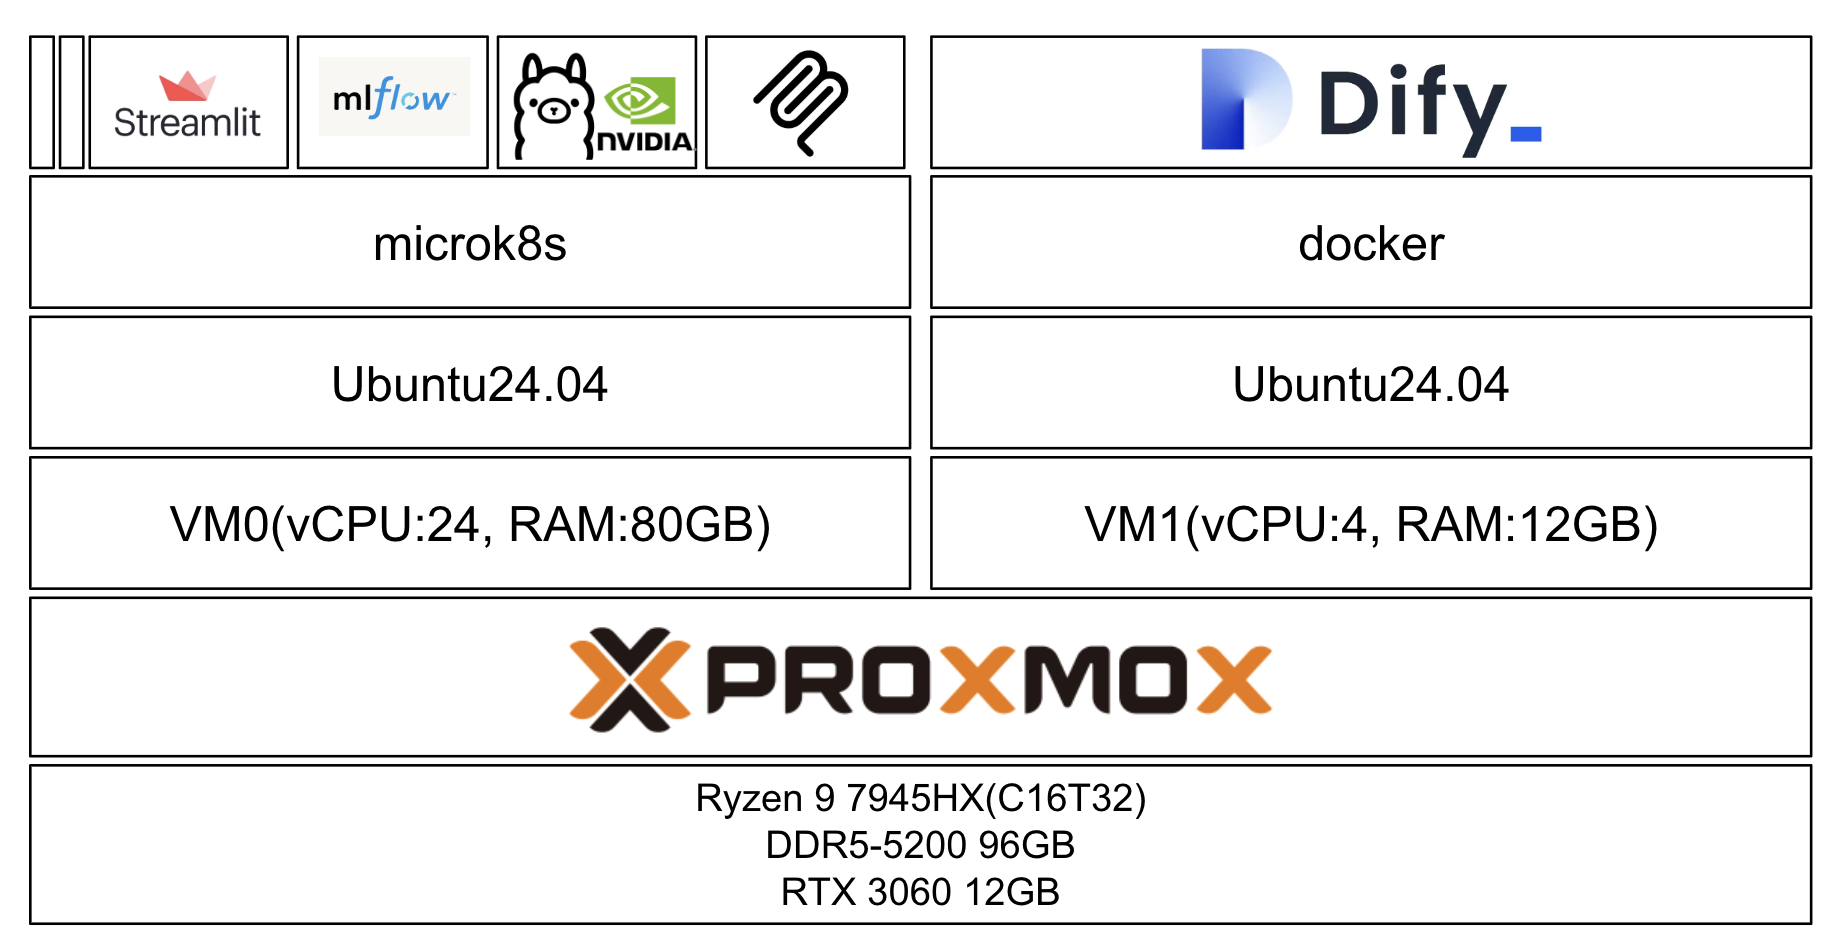 Streamlit
mlflow
NVIDIA
Dify_
microk8s
docker
Ubuntu24.04
Ubuntu24.04
VM0(vCPU:24, RAM:80GB)
VM1(vCPU:4, RAM:12GB)
PROXMOX
Ryzen 9 7945HX(C16T32)
DDR5-5200 96GB
RTX 3060 12GB